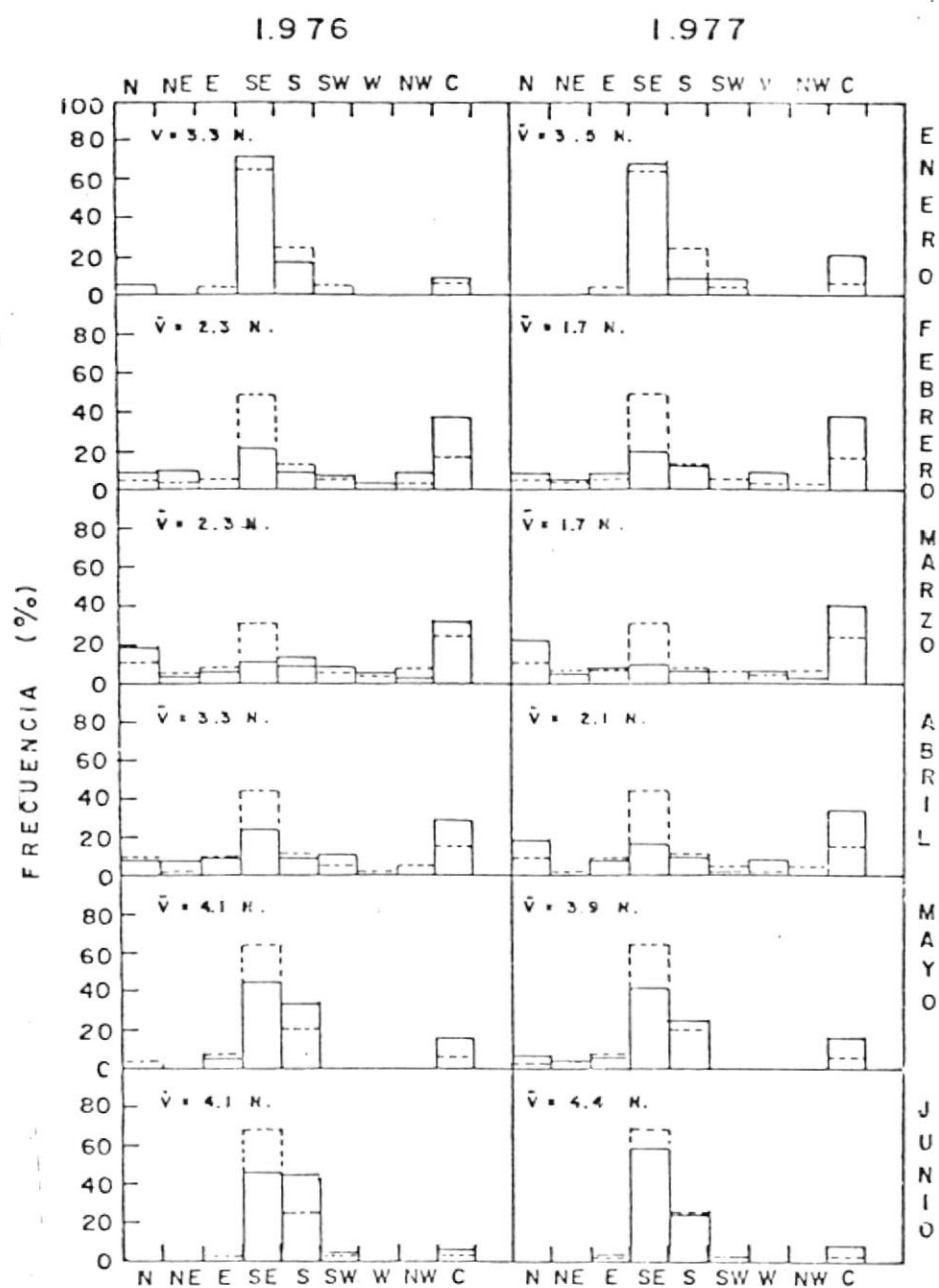 1.976 1.977
N NE E SE S SW W NW C N NE E SE S SW V NW C
100
80
60
40
20
0
V = 3.3 N.
V̄ = 3.5 N.
ENERO
80
60
40
20
0
V̄ = 2.3 N.
V̄ = 1.7 N.
FEBRERO
80
60
40
20
0
V̄ = 2.3 N.
V̄ = 1.7 N.
MARZO
80
60
40
20
0
V̄ = 3.3 N.
V̄ = 2.1 N.
ABRIL
80
60
40
20
0
V̄ = 4.1 N.
V̄ = 3.9 N.
MAYO
80
60
40
20
0
V̄ = 4.1 N.
V̄ = 4.4 N.
JUNIO
FRECUENCIA (%)
N NE E SE S SW W NW C N NE E SE S SW W NW C